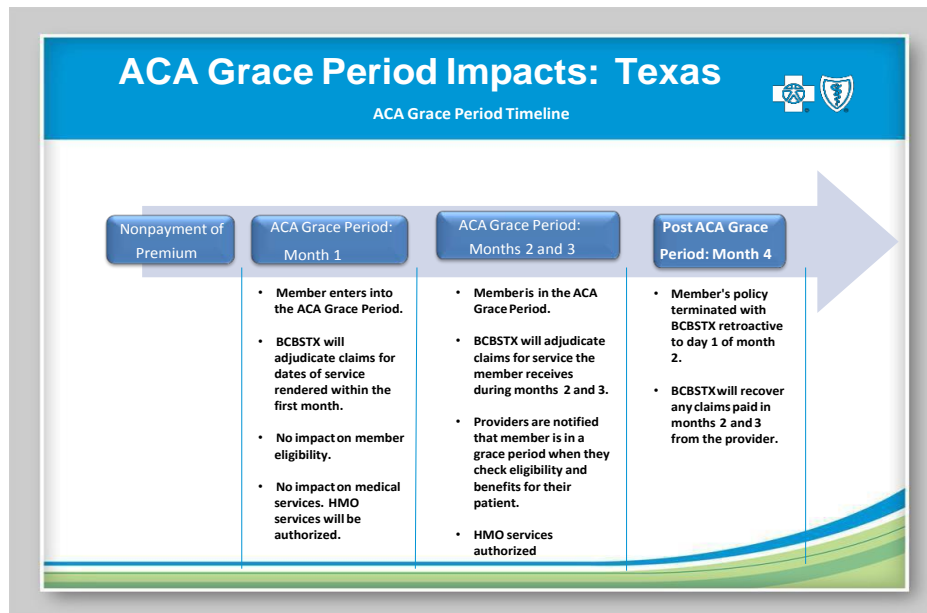 ACA Grace Period Impacts: Texas
ACA Grace Period Timeline
Nonpayment of
Premium
ACA Grace Period:
Month 1
ACA Grace Period:
Months 2 and 3
Post ACA Grace
Period: Month 4
• Member enters into
the ACA Grace Period.
• BCBSTX will
adjudicate claims for
dates of service
rendered within the
first month.
• No impact on member
eligibility.
• No impact on medical
services. HMO
services will be
authorized.
• Member is in the ACA
Grace Period.
• BCBSTX will adjudicate
claims for service the
member receives
during months 2 and 3.
• Providers are notified
that member is in a
grace period when they
check eligibility and
benefits for their
patient.
• HMO services
authorized
• Member's policy
terminated with
BCBSTX retroactive
to day 1 of month
2.
• BCBSTX will recover
any claims paid in
months 2 and 3
from the provider.